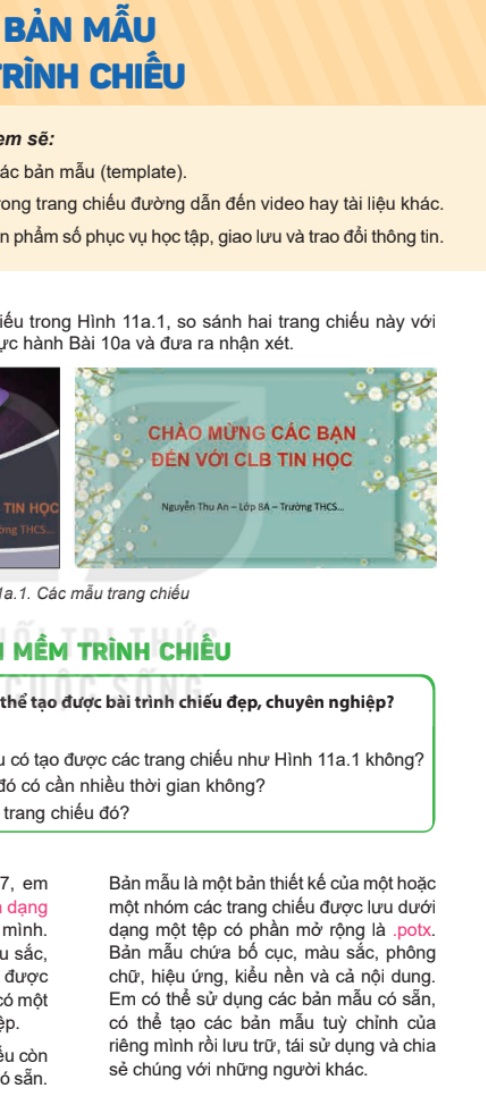 BẢN MẪU
TRÌNH CHIẾU
em sẽ:
ác bản mẫu (template).
rong trang chiếu đường dẫn đến video hay tài liệu khác.
n phẩm số phục vụ học tập, giao lưu và trao đổi thông tin.
iếu trong Hình 11a.1, so sánh hai trang chiếu này với
ực hành Bài 10a và đưa ra nhận xét.
TIN HỌC
ờng THCS...
CHÀO MỪNG CÁC BẠN
ĐẾN VỚI CLB TIN HỌC
Nguyễn Thu An – Lớp 8A – Trường THCS...
1a.1. Các mẫu trang chiếu
ỐI TRI THỨC
CUỘC SỐNG
N MỀM TRÌNH CHIẾU
thể tạo được bài trình chiếu đẹp, chuyên nghiệp?
u có tạo được các trang chiếu như Hình 11a.1 không?
đó có cần nhiều thời gian không?
trang chiếu đó?
7, em
h dạng
mình.
u sắc,
được
có một
ệp.
ếu còn
ó sẵn.
Bản mẫu là một bản thiết kế của một hoặc
một nhóm các trang chiếu được lưu dưới
dạng một tệp có phần mở rộng là .potx.
Bản mẫu chứa bố cục, màu sắc, phông
chữ, hiệu ứng, kiểu nền và cả nội dung.
Em có thể sử dụng các bản mẫu có sẵn,
có thể tạo các bản mẫu tuỳ chỉnh của
riêng mình rồi lưu trữ, tái sử dụng và chia
sẻ chúng với những người khác.